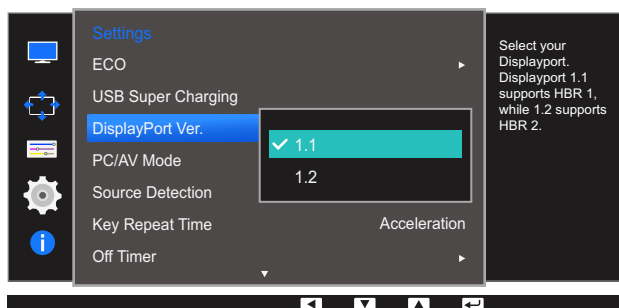 Settings
ECO
USB Super Charging
DisplayPort Ver.
1.1
1.2
PC/AV Mode
Source Detection
Key Repeat Time Acceleration
Off Timer
Select your
Displayport.
Displayport 1.1
supports HBR 1,
while 1.2 supports
HBR 2.